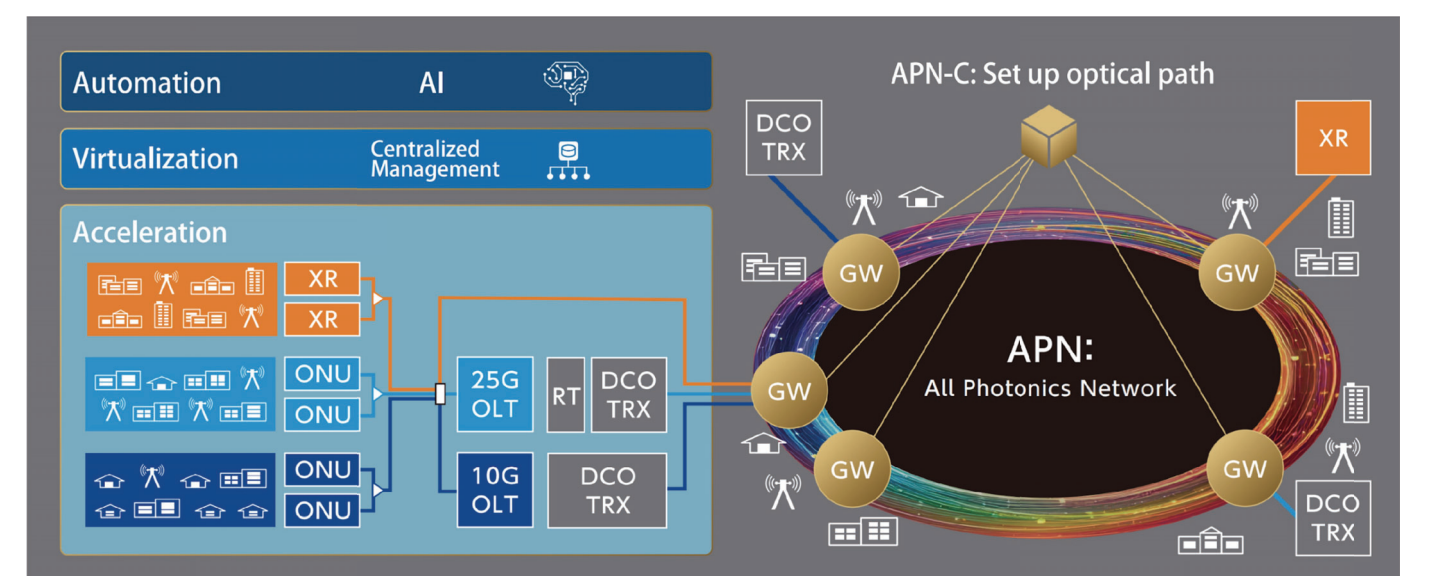 Automation
AI
Virtualization
Centralized
Management
Acceleration
XR
XR
ONU
ONU
ONU
ONU
25G
OLT
RT
DCO
TRX
10G
OLT
DCO
TRX
APN-C: Set up optical path
DCO
TRX
XR
GW
GW
GW
GW
GW
APN:
All Photonics Network
DCO
TRX